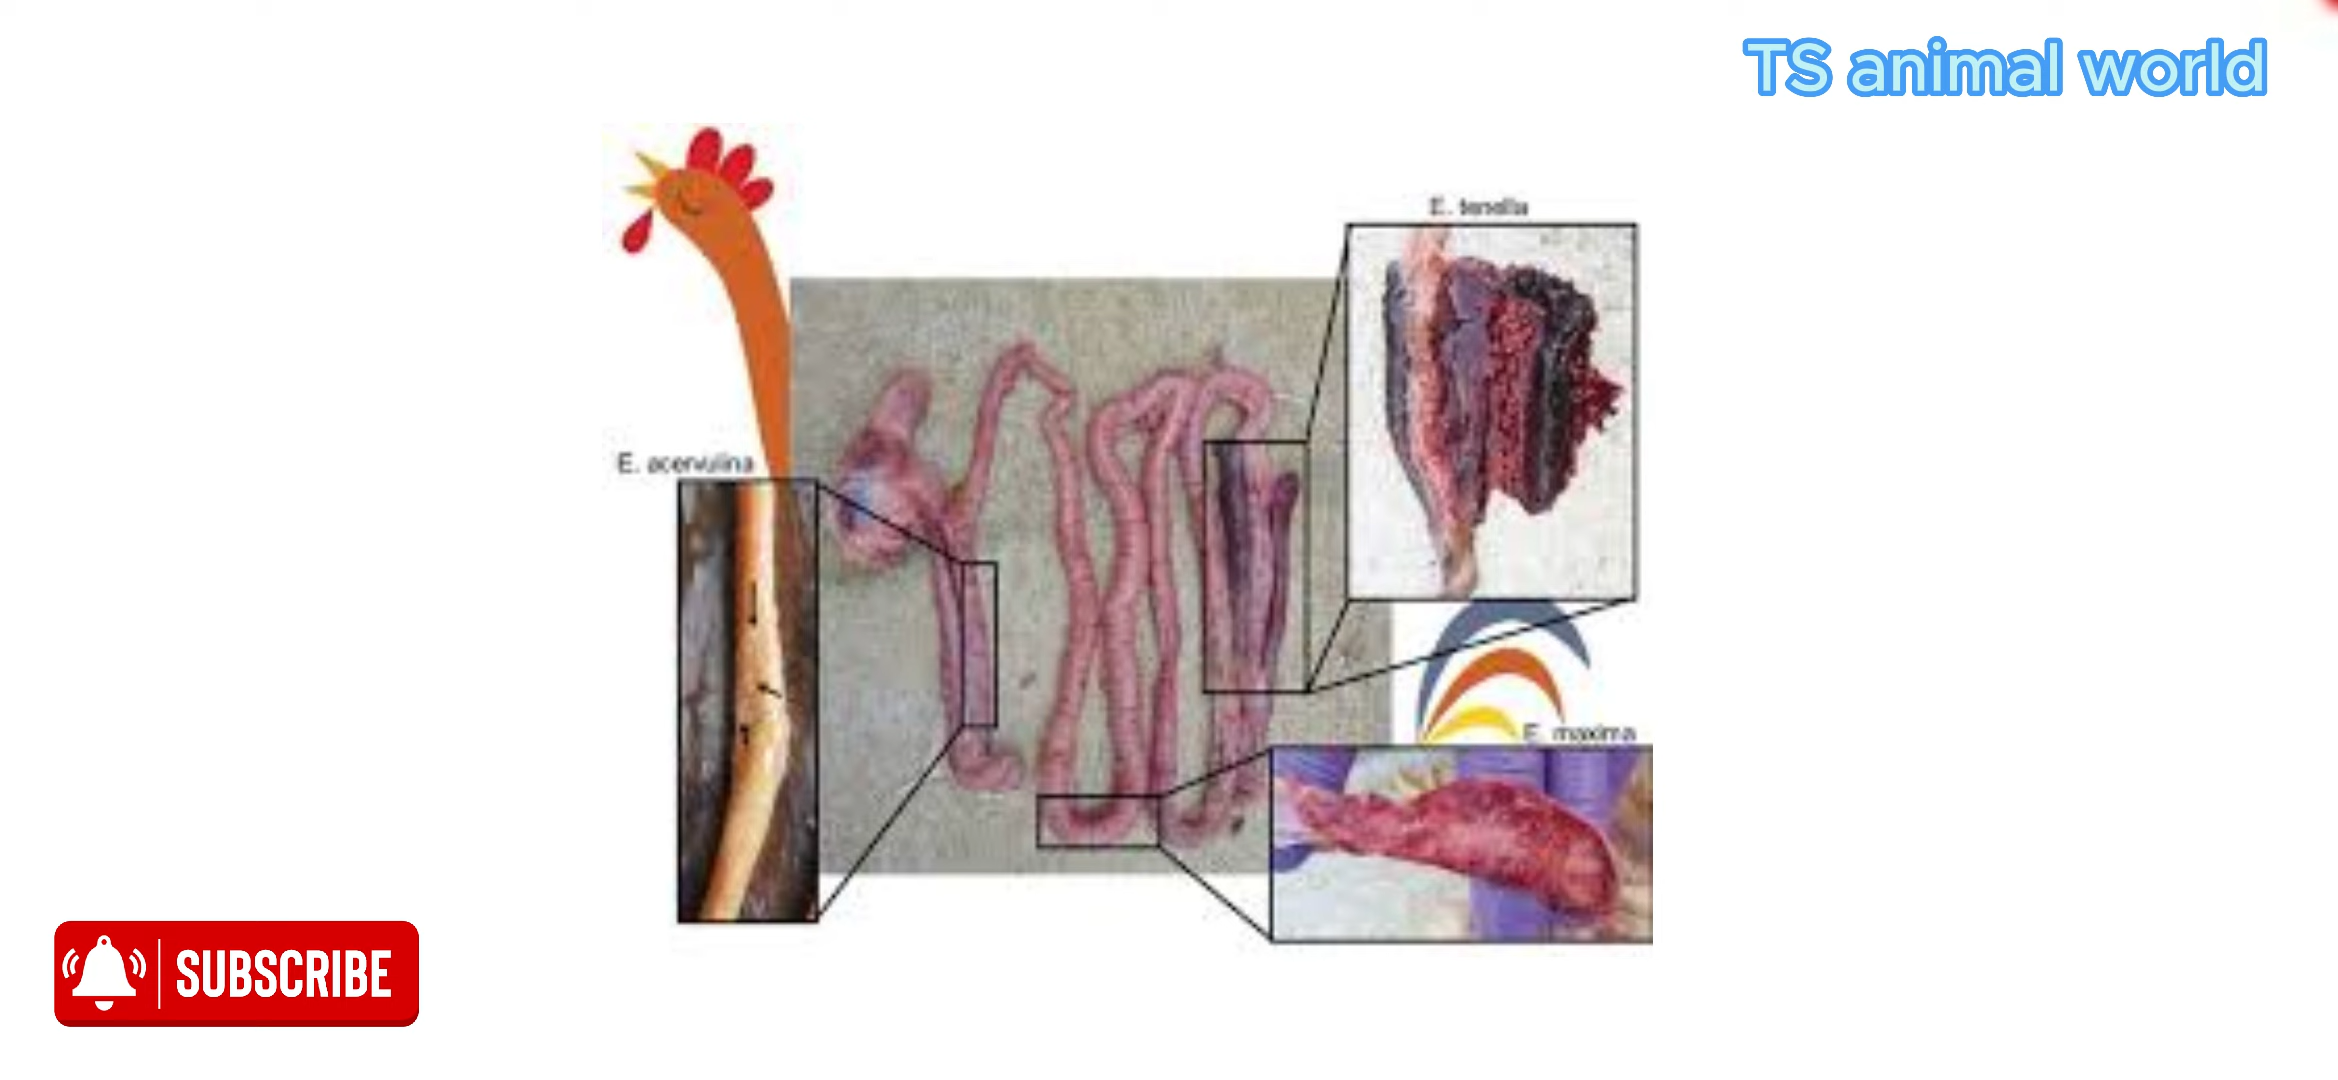 TS animal world
E. tenella
E. acervulina
E. maxima
SUBSCRIBE